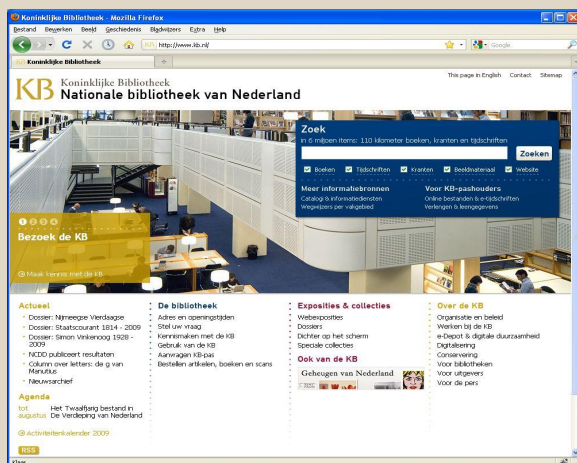 Koninklijke Bibliotheek - Mozilla Firefox
Bestand Bewerken Beeld Geschiedenis Bladwijzers Extra Help
http://www.kb.nl/
Google
Koninklijke Bibliotheek
This page in English Contact Sitemap
KB Koninklijke Bibliotheek
Nationale bibliotheek van Nederland
Zoek
in 6 miljoen items: 110 kilometer boeken, kranten en tijdschriften
Zoeken
Boeken Tijdschriften Kranten Beeldmateriaal Website
Meer informatiebronnen
Catalogi & informatiediensten
Wegwijzers per vakgebied
Voor KB-pashouders
Online bestanden & e-tijdschriften
Verlengen & leengegevens
1 2 3 4
Bezoek de KB
Maak kennis met de KB
Actueel
Dossier: Nijmeegse Vierdaagse
Dossier: Staatscourant 1814 - 2009
Dossier: Simon Vinkenoog 1928 -
2009
NCDD publiceert resultaten
Column over letters: de g van
Manutius
Nieuwsarchief
Agenda
tot Het Twaalfjarig bestand in
augustus De Verdieping van Nederland
Activiteitenkalender 2009
RSS
De bibliotheek
Adres en openingstijden
Stel uw vraag
Kennismaken met de KB
Gebruik van de KB
Aanvragen KB-pas
Bestellen artikelen, boeken en scans
Exposities & collecties
Webexposities
Dossiers
Dichter op het scherm
Speciale collecties
Ook van de KB
Geheugen van Nederland
Over de KB
Organisatie en beleid
Werken bij de KB
e-Depot & digitale duurzaamheid
Digitalisering
Conservering
Voor bibliotheken
Voor uitgevers
Voor de pers
Klaar